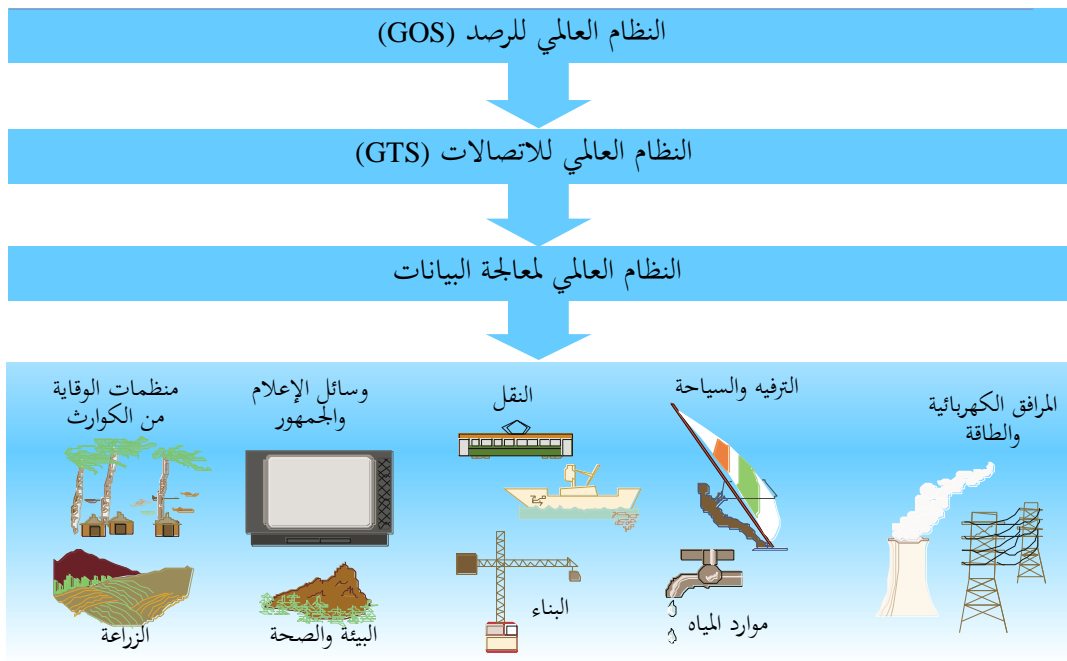 النظام العالمي للرصد (GOS)
النظام العالمي للاتصالات (GTS)
النظام العالمي لمعالجة البيانات
المرافق الكهربائية
والطاقة
الترفيه والسياحة
النقل
وسائل الإعلام
والجمهور
منظمات الوقاية
من الكوارث
موارد المياه
البناء
البيئة والصحة
الزراعة